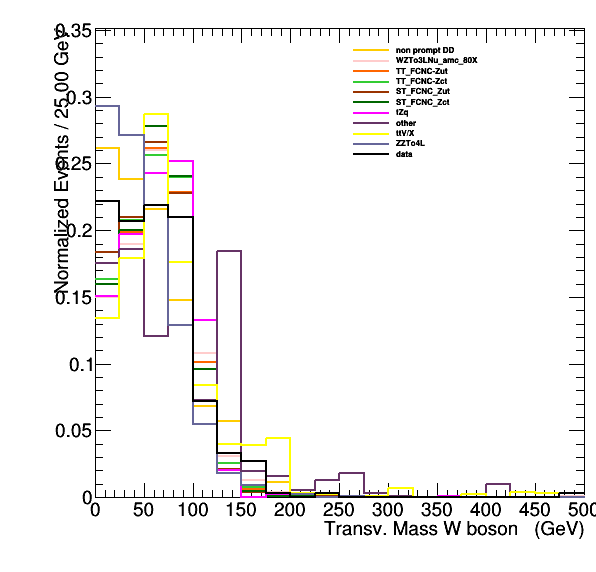 Normalized Events / 25.00 GeV
0.35
0.3
0.25
0.2
0.15
0.1
0.05
0
non prompt DD
WZTo3LNu_amc_80X
TT_FCNC-Zut
TT_FCNC-Zct
ST_FCNC_Zut
ST_FCNC_Zct
tZq
other
ttV/X
ZZTo4L
data
0 50 100 150 200 250 300 350 400 450 500
Transv. Mass W boson (GeV)